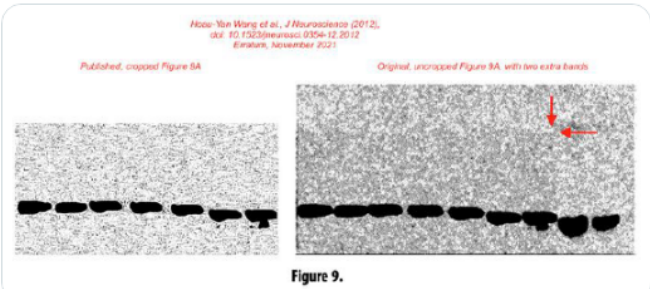 Hoau-Yan Wang et al., J Neuroscience (2012),
doi: 10.1523/jneurosci.0354-12.2012
Erratum, November 2021
Published, cropped Figure 9A
Original, uncropped Figure 9A, with two extra bands
Figure 9.